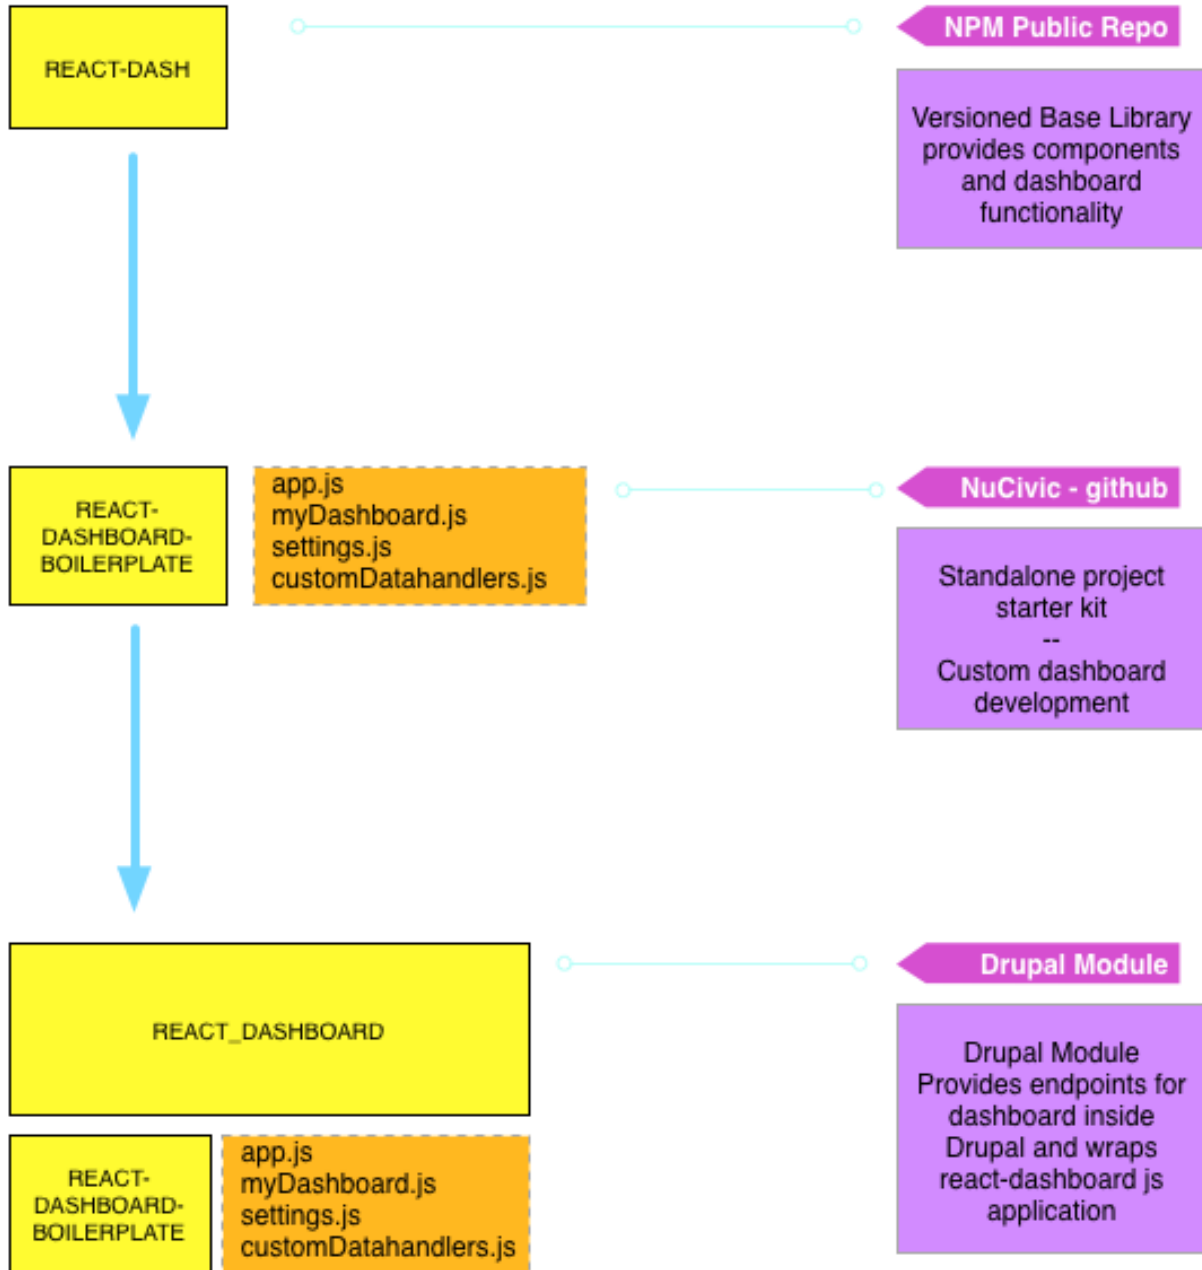 REACT-DASH
NPM Public Repo
Versioned Base Library
provides components
and dashboard
functionality
REACT-
DASHBOARD-
BOILERPLATE
app.js
myDashboard.js
settings.js
customDatahandlers.js
NuCivic - github
Standalone project
starter kit
--
Custom dashboard
development
REACT_DASHBOARD
Drupal Module
Drupal Module
Provides endpoints for
dashboard inside
Drupal and wraps
react-dashboard js
application
REACT-
DASHBOARD-
BOILERPLATE
app.js
myDashboard.js
settings.js
customDatahandlers.js